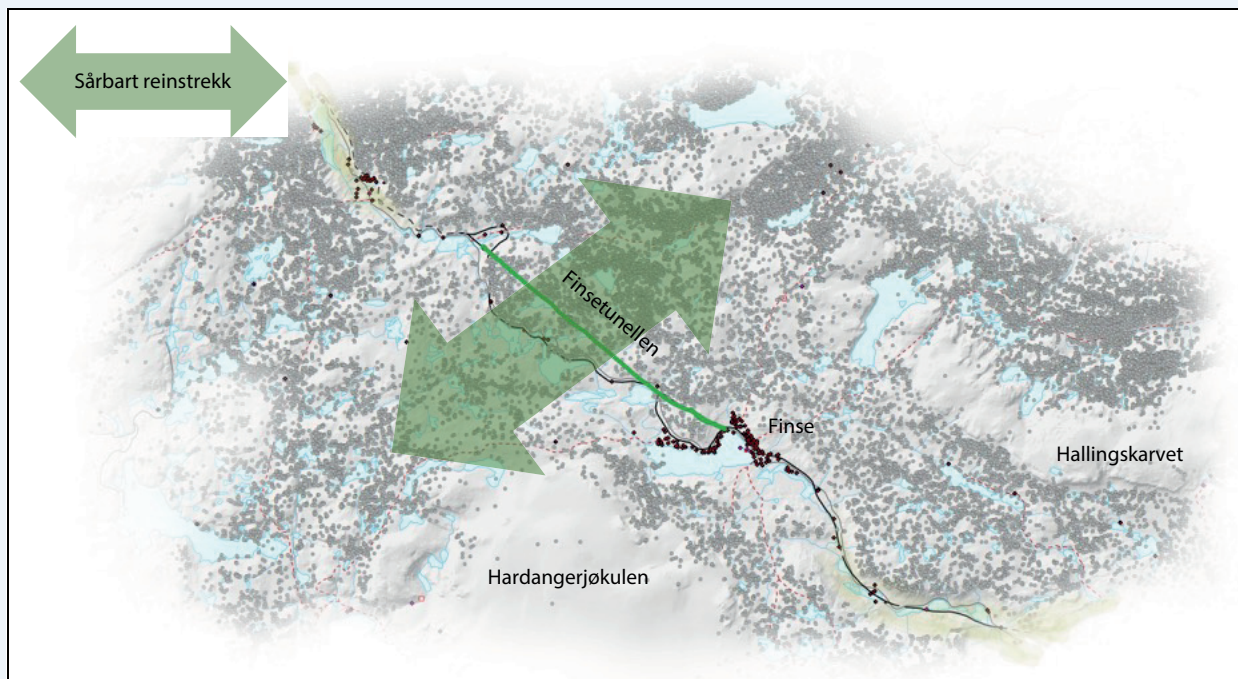 Sårbart reinstrekk
Finsetunellen
Finse
Hallingskarvet
Hardangerjøkulen